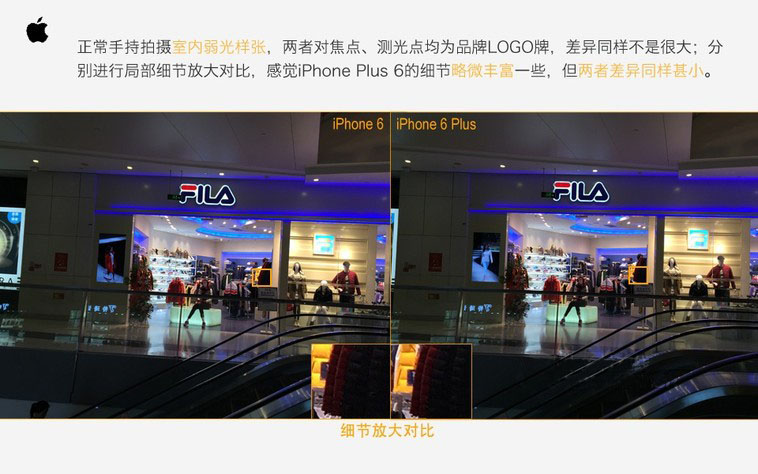 正常手持拍摄室内弱光样张，两者对焦点、测光点均为品牌LOGO牌，差异同样不是很大；分
别进行局部细节放大对比，感觉iPhone Plus 6的细节略微丰富一些，但两者差异同样甚小。
iPhone 6
iPhone 6 Plus
FILA
FILA
细节放大对比